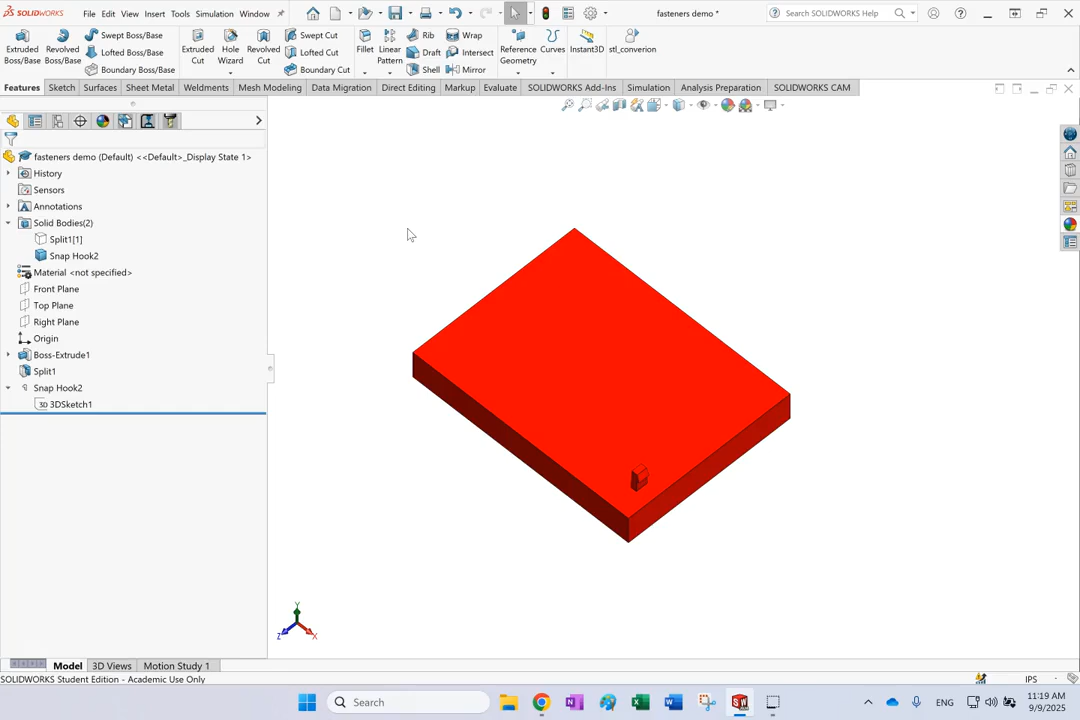 SOLIDWORKS File Edit View Insert Tools Simulation Window fasteners demo * Search SOLIDWORKS Help
Extruded Boss/Base
Revolved Boss/Base
Swept Boss/Base
Lofted Boss/Base
Boundary Boss/Base
Extruded Cut
Hole Wizard
Revolved Cut
Swept Cut
Lofted Cut
Boundary Cut
Fillet
Linear Pattern
Rib
Draft
Shell
Wrap
Intersect
Mirror
Reference Geometry
Curves
Instant3D
stl_converion
Features Sketch Surfaces Sheet Metal Weldments Mesh Modeling Data Migration Direct Editing Markup Evaluate SOLIDWORKS Add-Ins Simulation Analysis Preparation SOLIDWORKS CAM
fasteners demo (Default) <<Default>_Display State 1>
History
Sensors
Annotations
Solid Bodies(2)
Split1[1]
Snap Hook2
Material <not specified>
Front Plane
Top Plane
Right Plane
Origin
Boss-Extrude1
Split1
Snap Hook2
3D 3DSketch1
Y
Z
X
Model 3D Views Motion Study 1
SOLIDWORKS Student Edition - Academic Use Only
IPS
Search
ENG
11:19 AM
9/9/2025